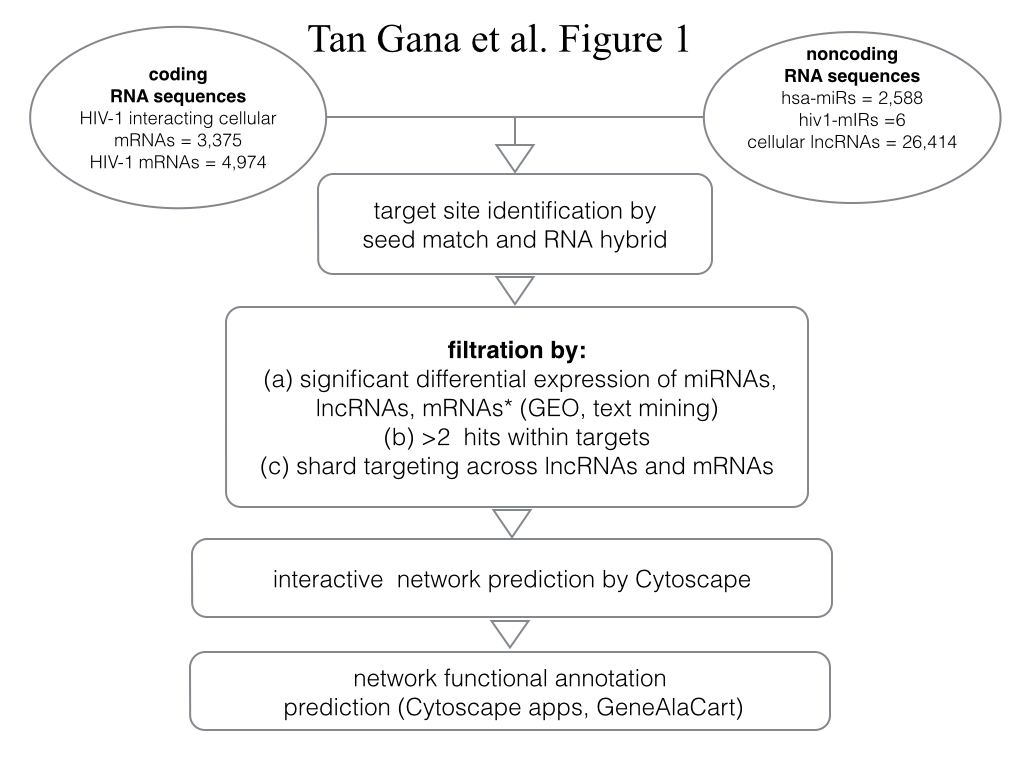 Tan Gana et al. Figure 1
coding
RNA sequences
HIV-1 interacting cellular
mRNAs = 3,375
HIV-1 mRNAs = 4,974
noncoding
RNA sequences
hsa-miRs = 2,588
hiv1-mIRs =6
cellular lncRNAs = 26,414
target site identification by
seed match and RNA hybrid
filtration by:
(a) significant differential expression of miRNAs,
lncRNAs, mRNAs* (GEO, text mining)
(b) >2 hits within targets
(c) shard targeting across lncRNAs and mRNAs
interactive network prediction by Cytoscape
network functional annotation
prediction (Cytoscape apps, GeneAlaCart)